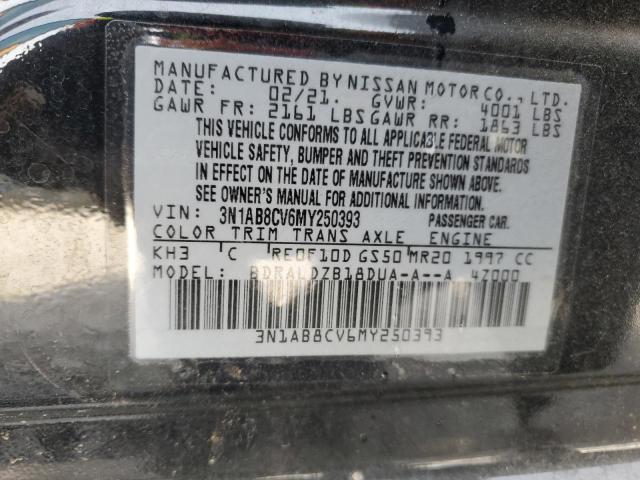 MANUFACTURED BY NISSAN MOTOR CO., LTD.
DATE: 02/21. GVWR: 4001 LBS
GAWR FR: 2161 LBS GAWR RR: 1863 LBS
THIS VEHICLE CONFORMS TO ALL APPLICABLE FEDERAL MOTOR
VEHICLE SAFETY, BUMPER AND THEFT PREVENTION STANDARDS
IN EFFECT ON THE DATE OF MANUFACTURE SHOWN ABOVE.
SEE OWNER'S MANUAL FOR ADDITIONAL INFORMATION.
VIN: 3N1AB8CV6MY250393 PASSENGER CAR.
COLOR TRIM TRANS AXLE ENGINE
KH3 C RE0F10D GS50 MR20 1997 CC
MODEL: BDRALDZB18DUA-A--A 47000
3N1AB8CV6MY250393